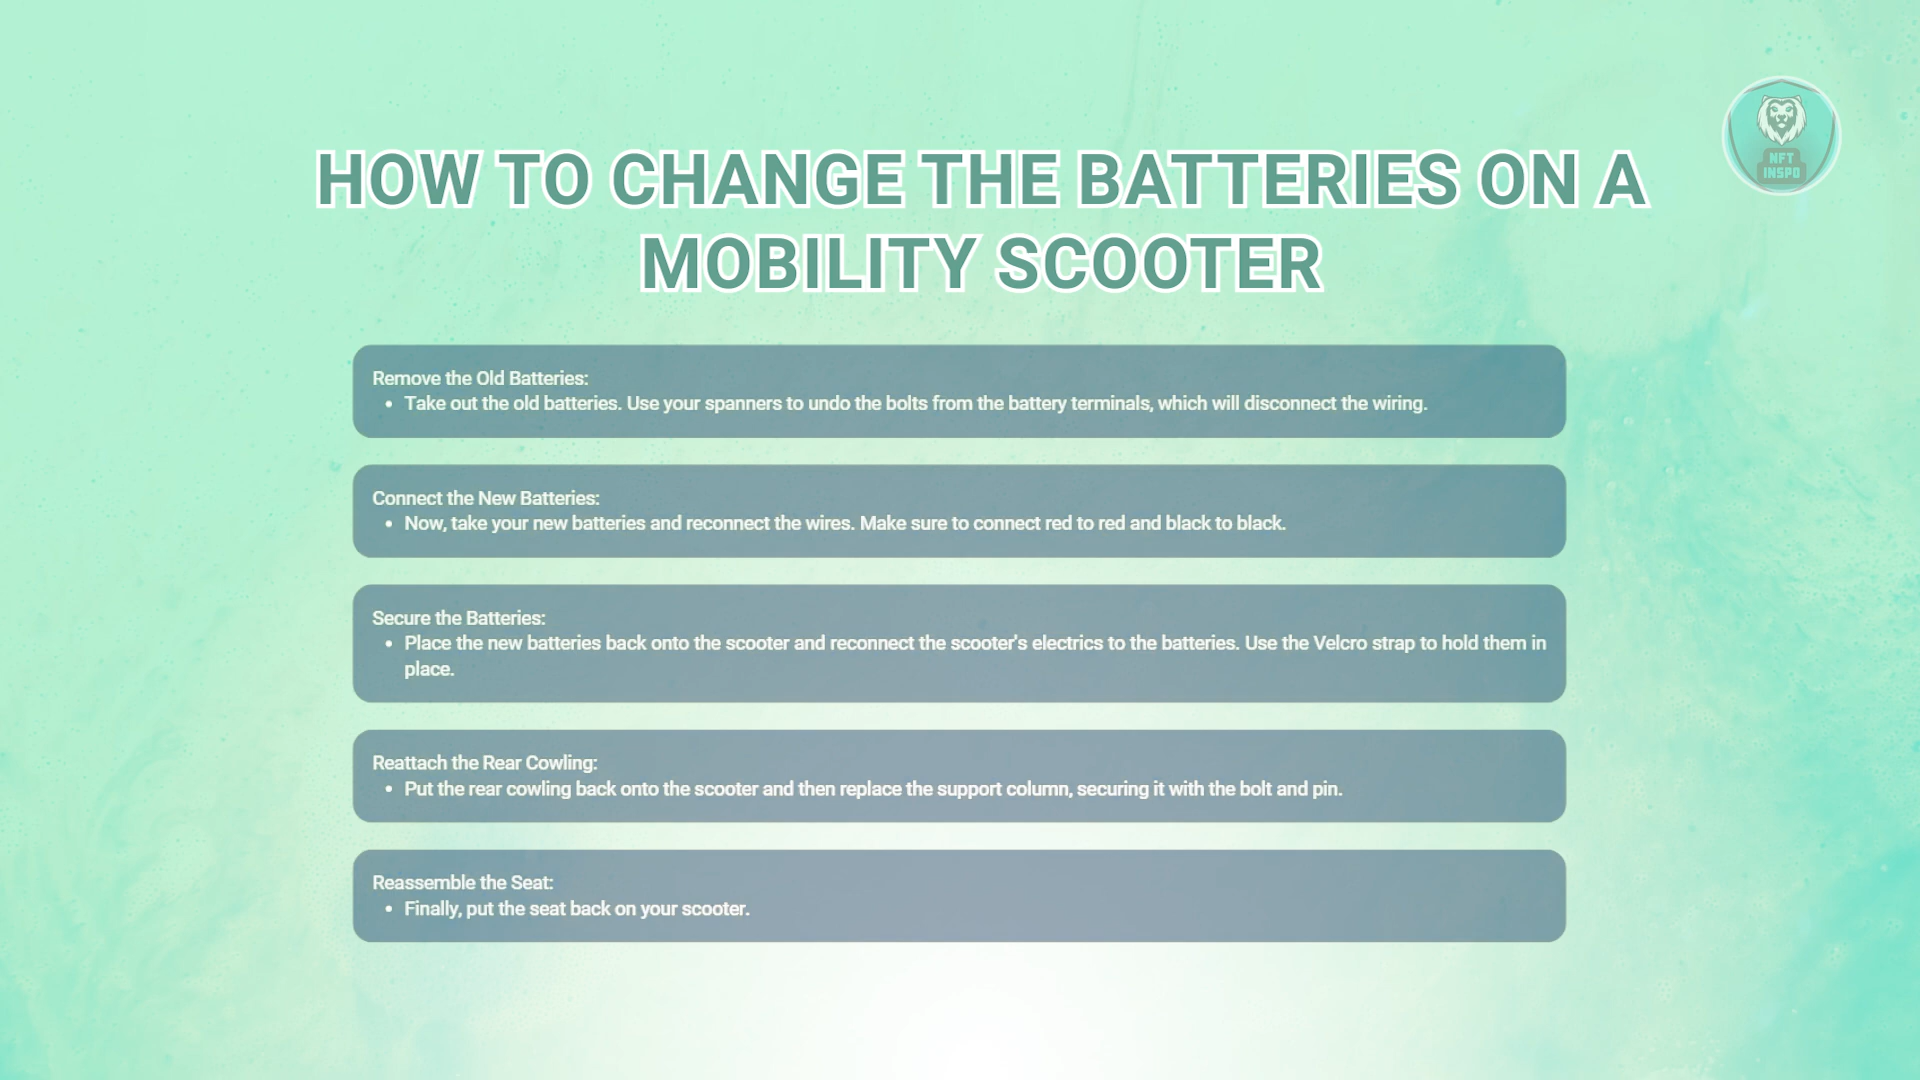 HOW TO CHANGE THE BATTERIES ON A
MOBILITY SCOOTER
NFT
INSPO
Remove the Old Batteries:
• Take out the old batteries. Use your spanners to undo the bolts from the battery terminals, which will disconnect the wiring.
Connect the New Batteries:
• Now, take your new batteries and reconnect the wires. Make sure to connect red to red and black to black.
Secure the Batteries:
• Place the new batteries back onto the scooter and reconnect the scooter's electrics to the batteries. Use the Velcro strap to hold them in
place.
Reattach the Rear Cowling:
• Put the rear cowling back onto the scooter and then replace the support column, securing it with the bolt and pin.
Reassemble the Seat:
• Finally, put the seat back on your scooter.